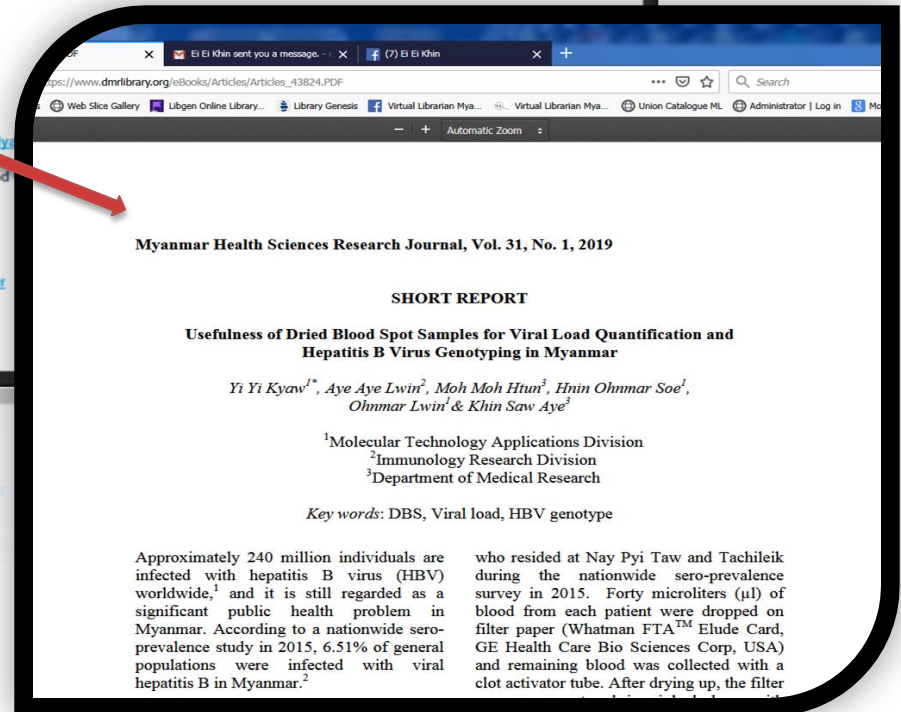 Ei Ei Khin sent you a message. -
(7) Ei Ei Khin
https://www.dmrlibrary.org/eBooks/Articles/Articles_43824.PDF
Search
Web Slice Gallery Libgen Online Library... Library Genesis Virtual Librarian Mya... Virtual Librarian Mya... Union Catalogue ML Administrator | Log in
Automatic Zoom
Myanmar Health Sciences Research Journal, Vol. 31, No. 1, 2019
SHORT REPORT
Usefulness of Dried Blood Spot Samples for Viral Load Quantification and
Hepatitis B Virus Genotyping in Myanmar
Yi Yi Kyaw1*, Aye Aye Lwin2, Moh Moh Htun3, Hnin Ohnmar Soe1,
Ohnmar Lwin1 & Khin Saw Aye3
1Molecular Technology Applications Division
2Immunology Research Division
3Department of Medical Research
Key words: DBS, Viral load, HBV genotype
Approximately 240 million individuals are
infected with hepatitis B virus (HBV)
worldwide,1 and it is still regarded as a
significant public health problem in
Myanmar. According to a nationwide sero-
prevalence study in 2015, 6.51% of general
populations were infected with viral
hepatitis B in Myanmar.2
who resided at Nay Pyi Taw and Tachileik
during the nationwide sero-prevalence
survey in 2015. Forty microliters (µl) of
blood from each patient were dropped on
filter paper (Whatman FTA™ Elude Card,
GE Health Care Bio Sciences Corp, USA)
and remaining blood was collected with a
clot activator tube. After drying up, the filter